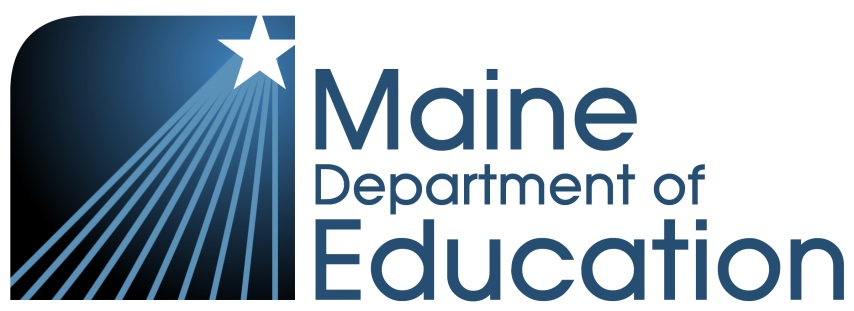 Maine
Department of
Education